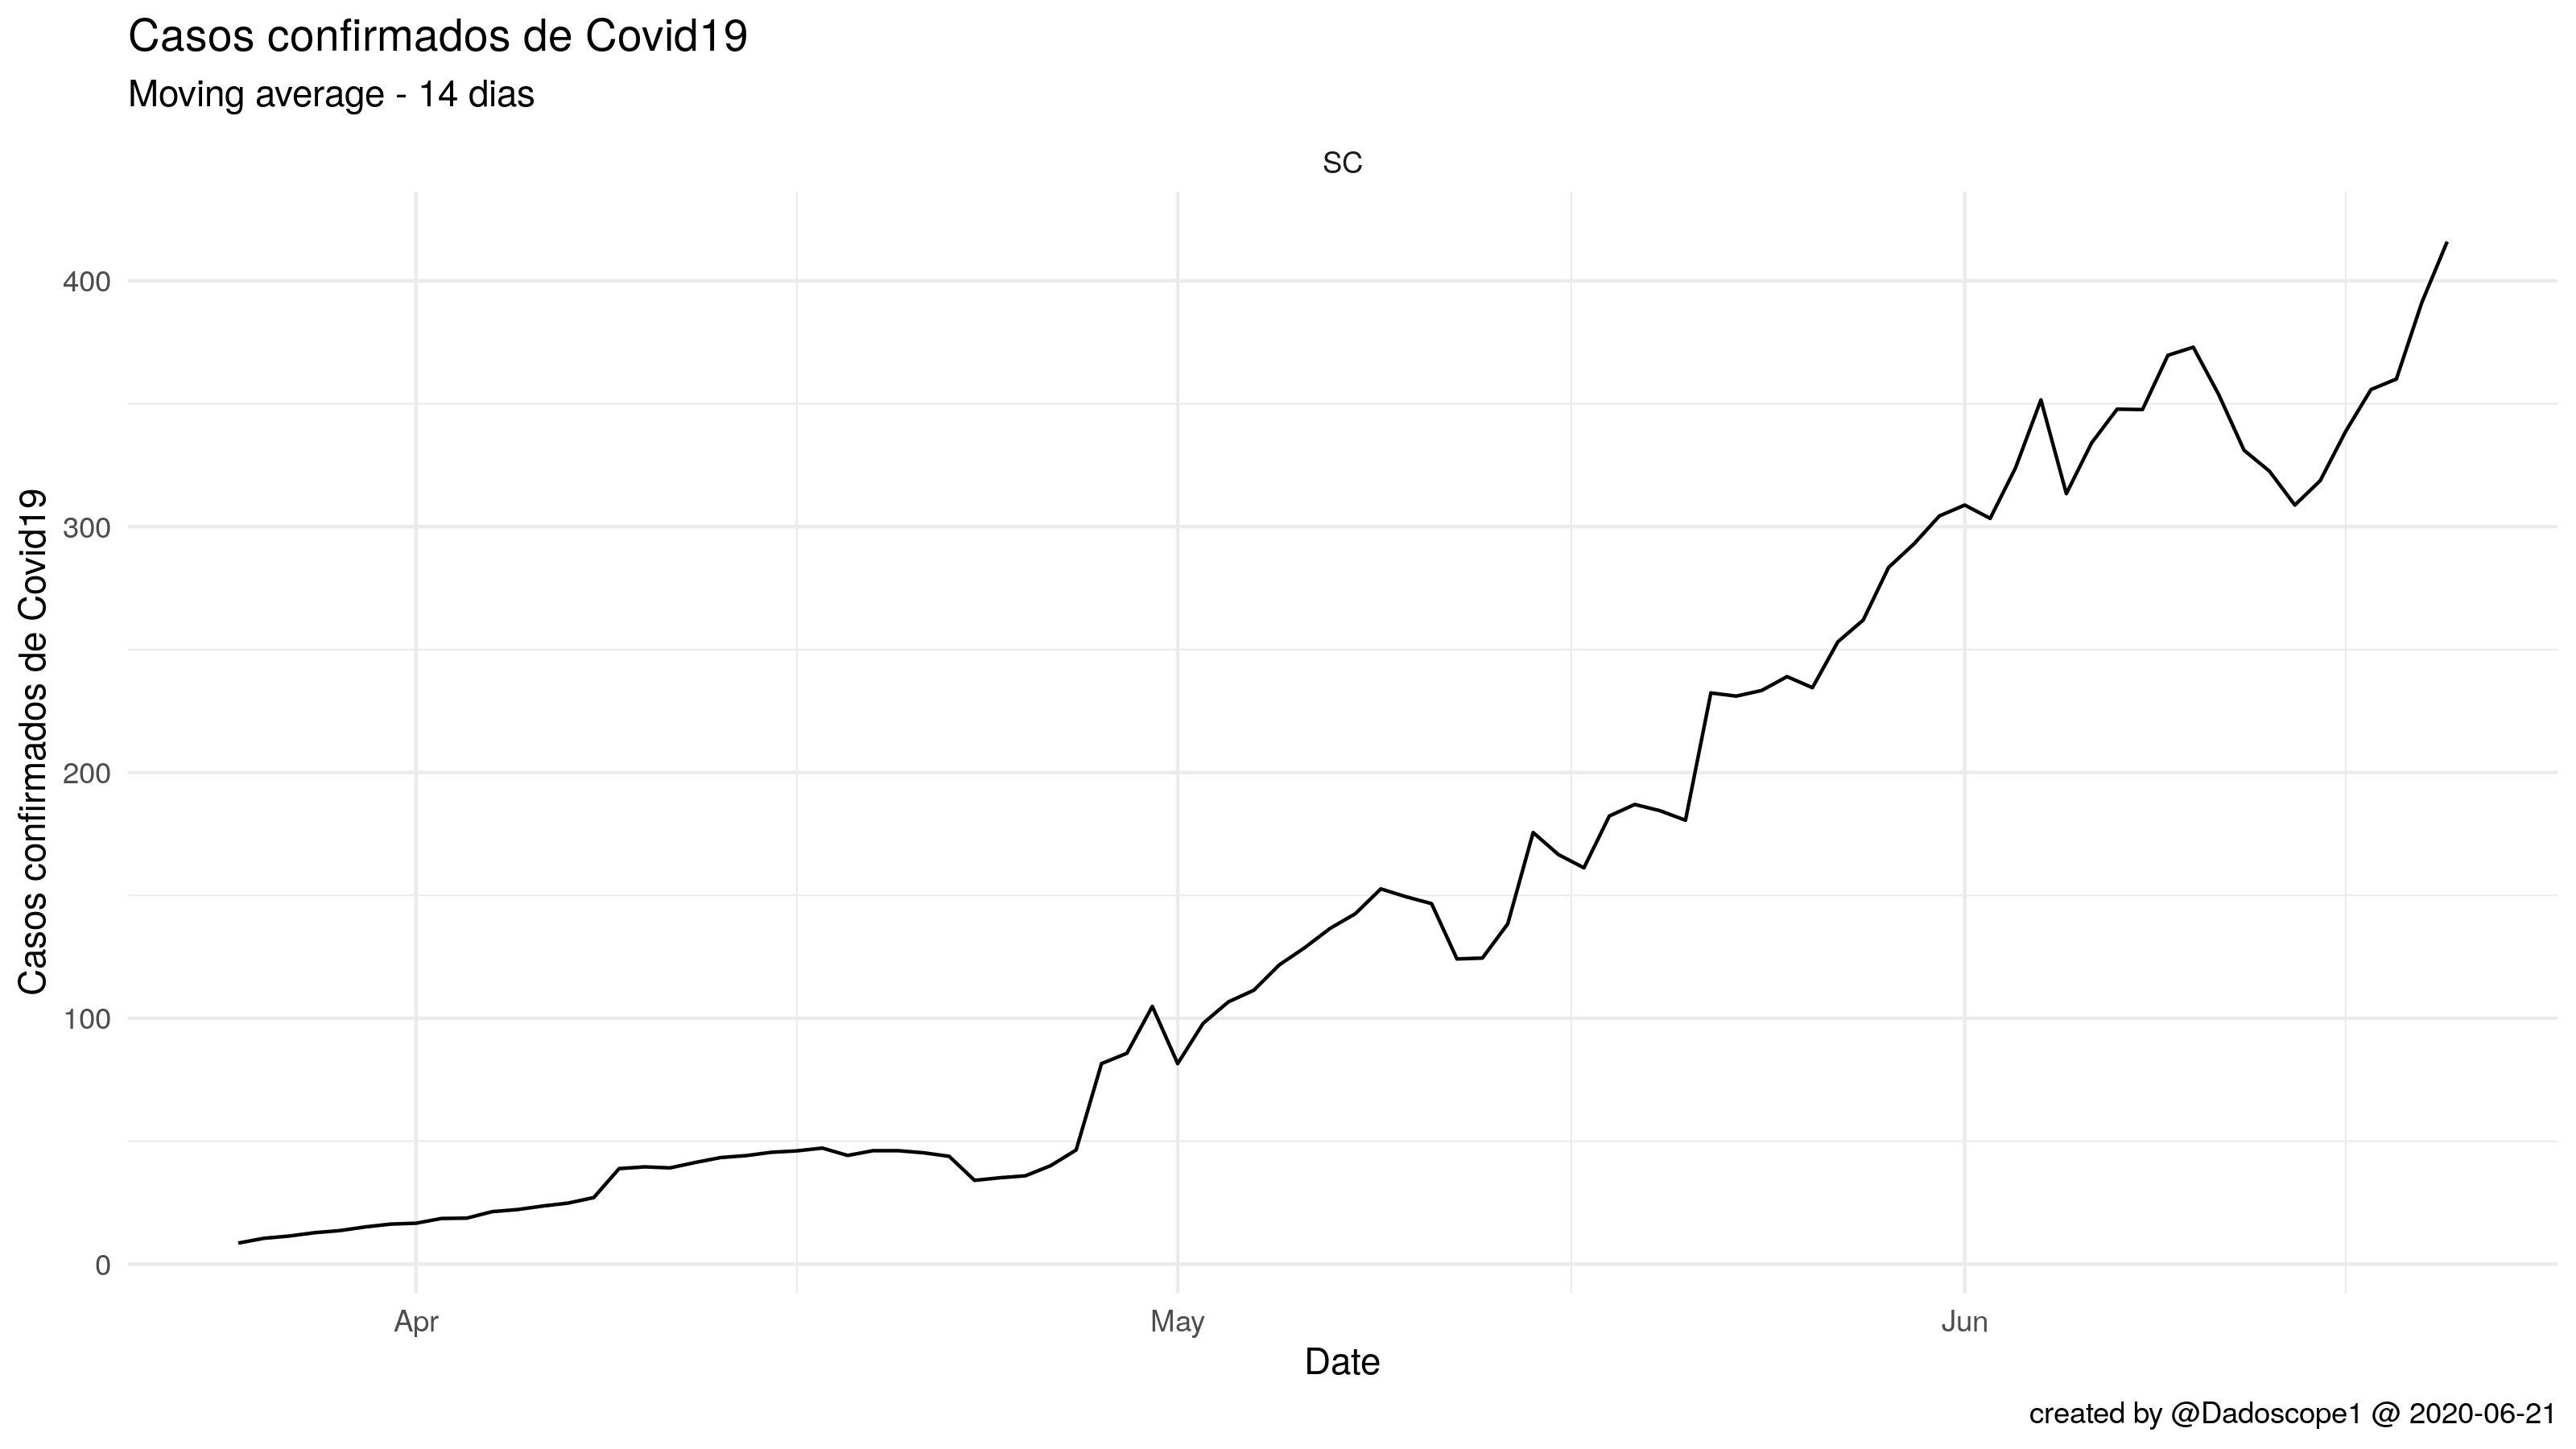 Casos confirmados de Covid19
Moving average - 14 dias
SC
Casos confirmados de Covid19
400
300
200
100
0
Apr
May
Jun
Date
created by @Dadoscope1 @ 2020-06-21